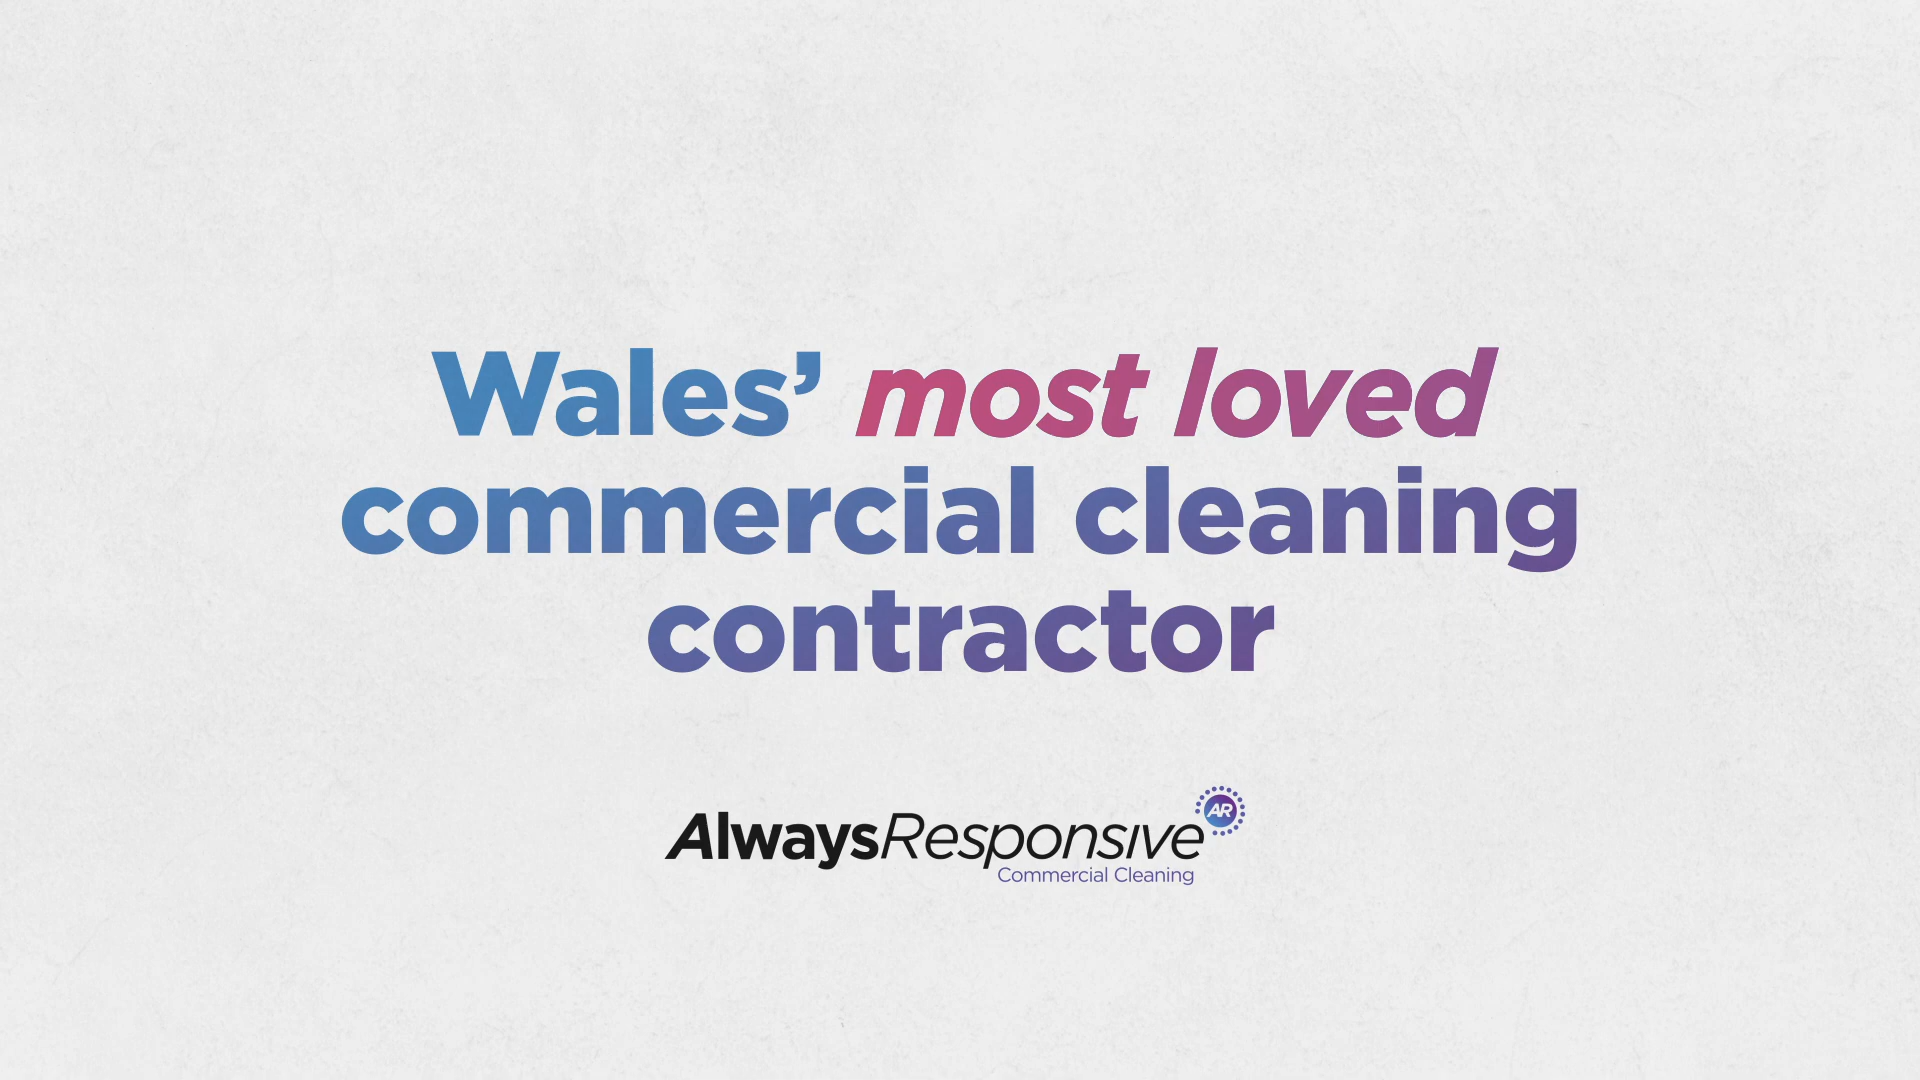 Wales’ most loved
commercial cleaning
contractor
AR
AlwaysResponsive
Commercial Cleaning